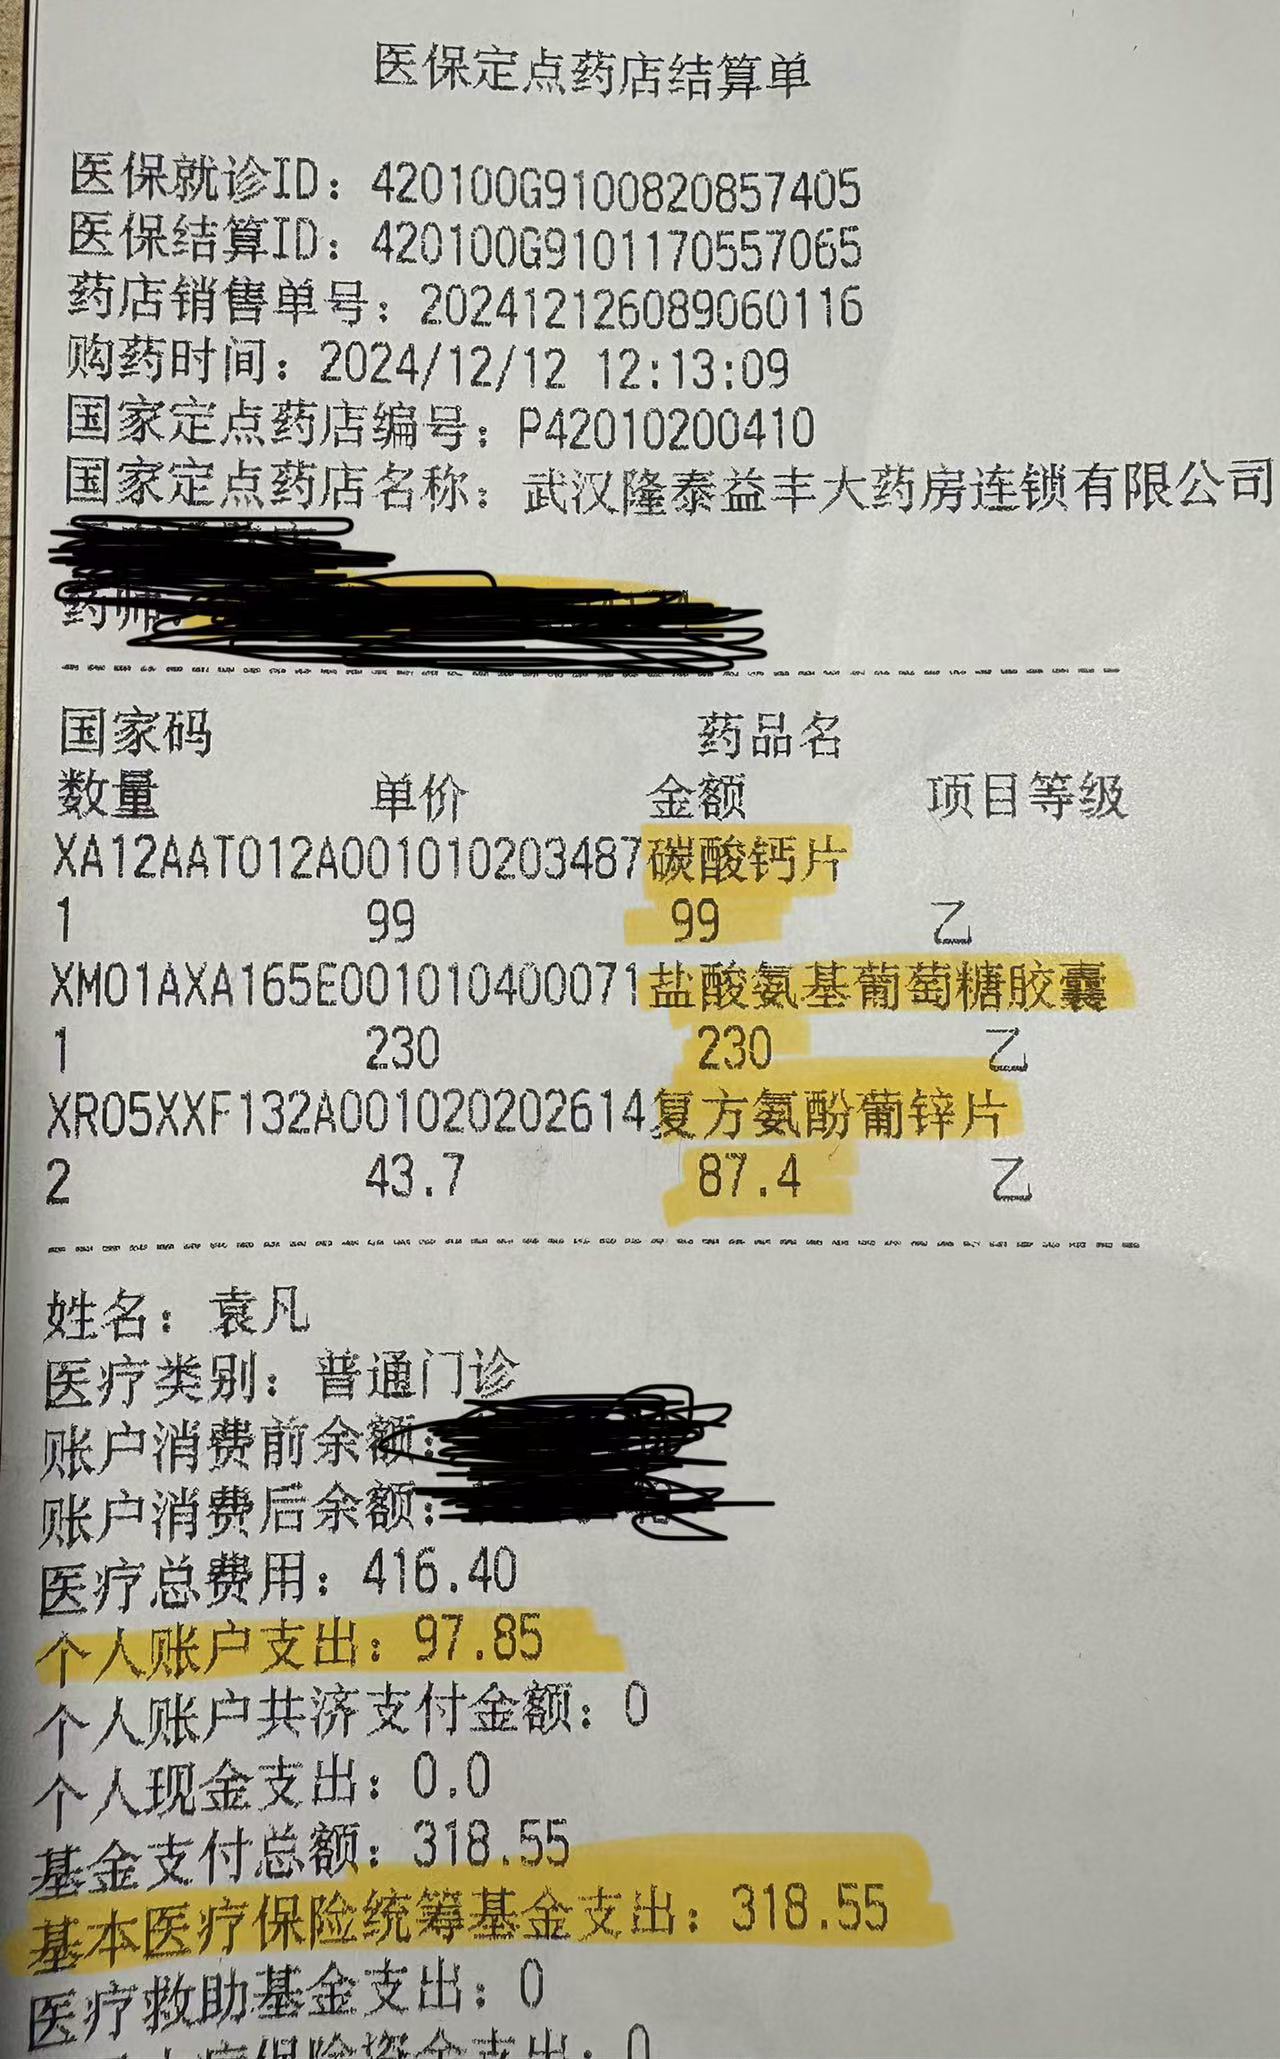 医保定点药店结算单
医保就诊ID：420100G9100820857405
医保结算ID：420100G9101170557065
药店销售单号：2024121260890​60116
购药时间：2024/12/12 12:13:09
国家定点药店编号：P42010200410
国家定点药店名称：武汉隆泰益丰大药房连锁有限公司
药师：
国家码 药品名
数量 单价 金额 项目等级
XA12AAT012A001010203487碳酸钙片
1 99 99 乙
XM01AXA165E001010400071盐酸氨基葡萄糖胶囊
1 230 230 乙
XR05XXF132A001020202614复方氨酚葡锌片
2 43.7 87.4 乙
姓名：袁凡
医疗类别：普通门诊
账户消费前余额：
账户消费后余额：
医疗总费用：416.40
个人账户支出：97.85
个人账户共济支付金额：0
个人现金支出：0.0
基金支付总额：318.55
基本医疗保险统筹基金支出：318.55
医疗救助基金支出：0